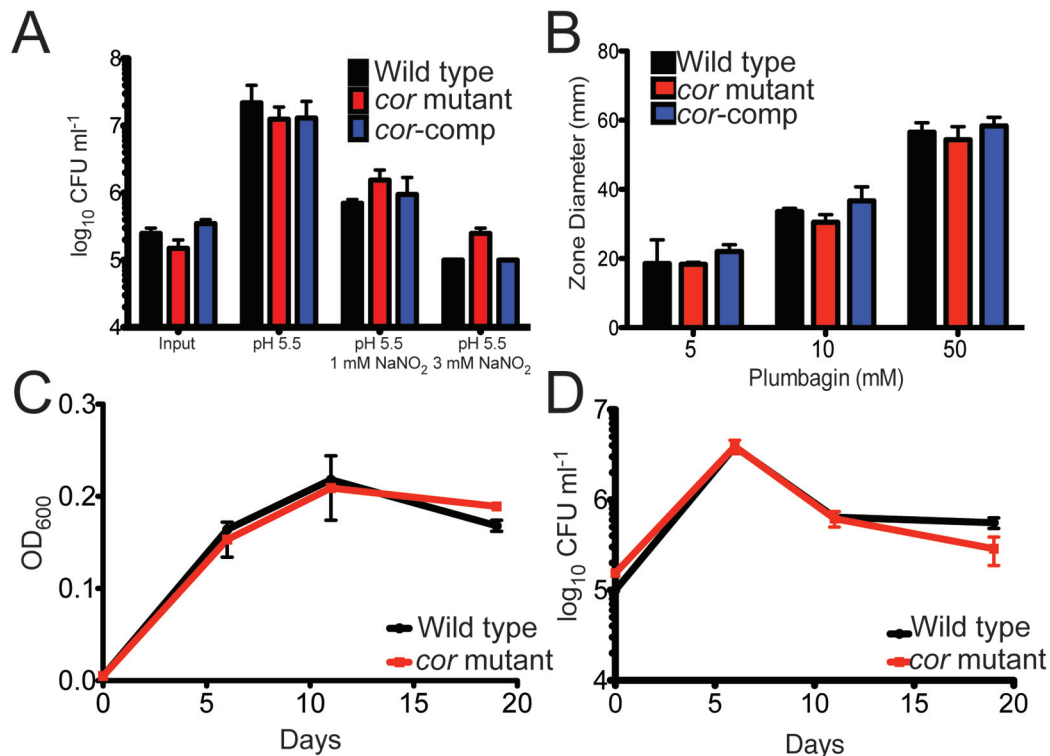 A
log₁₀ CFU ml⁻¹
8
7
6
5
4
Wild type
cor mutant
cor-comp
Input
pH 5.5
pH 5.5
1 mM NaNO₂
pH 5.5
3 mM NaNO₂
B
Zone Diameter (mm)
80
60
40
20
0
Wild type
cor mutant
cor-comp
5
10
50
Plumbagin (mM)
C
OD₆₀₀
0.3
0.2
0.1
0.0
Wild type
cor mutant
0
5
10
15
20
Days
D
log₁₀ CFU ml⁻¹
7
6
5
4
Wild type
cor mutant
0
5
10
15
20
Days